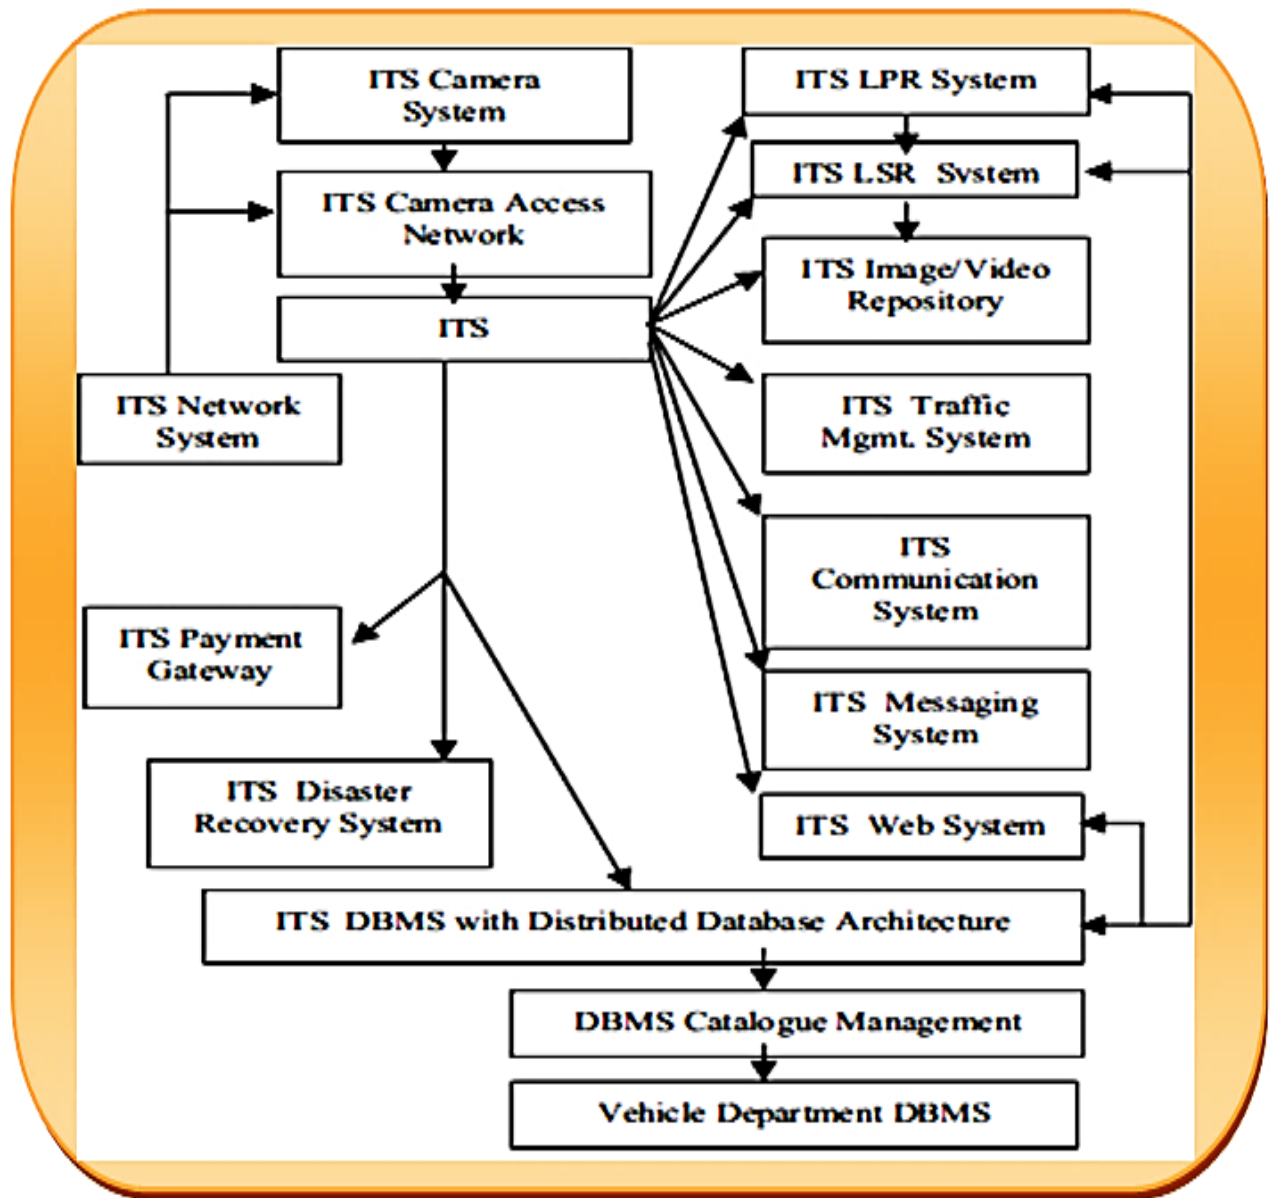 ITS Camera
System
ITS Camera Access
Network
ITS
ITS Network
System
ITS Payment
Gateway
ITS Disaster
Recovery System
ITS LPR System
ITS LSR Svstem
ITS Image/Video
Repository
ITS Traffic
Mgmt. System
ITS
Communication
System
ITS Messaging
System
ITS Web System
ITS DBMS with Distributed Database Architecture
DBMS Catalogue Management
Vehicle Department DBMS